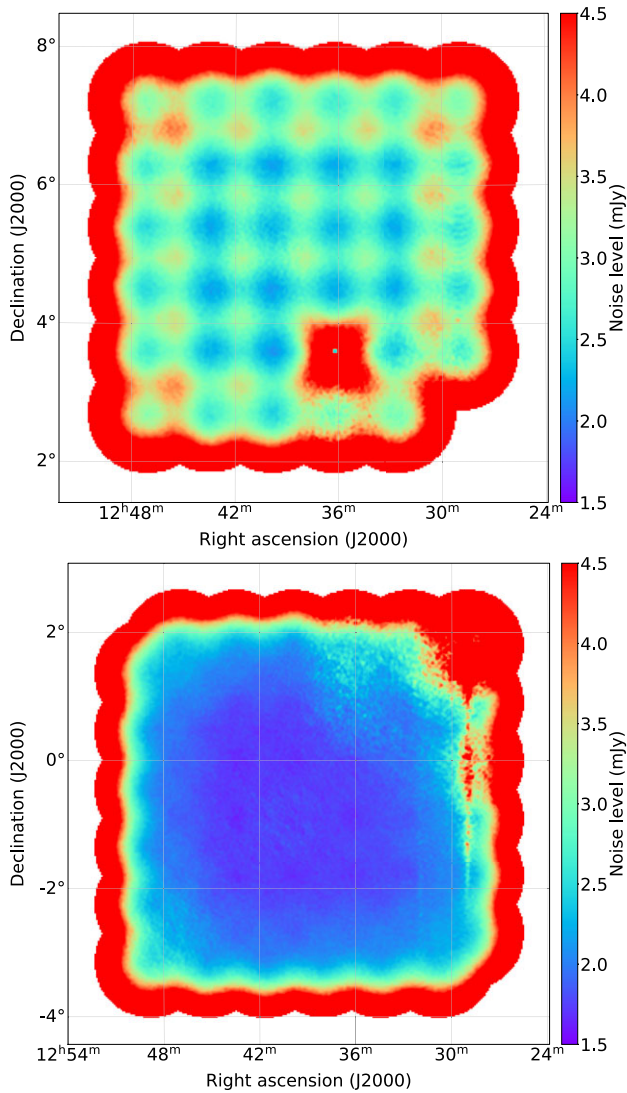 8°
6°
4°
2°
12ʰ48ᵐ 42ᵐ 36ᵐ 30ᵐ 24ᵐ
Right ascension (J2000)
Declination (J2000)
4.5
4.0
3.5
3.0
2.5
2.0
1.5
Noise level (mJy)
2°
0°
-2°
-4°
12ʰ54ᵐ 48ᵐ 42ᵐ 36ᵐ 30ᵐ 24ᵐ
Right ascension (J2000)
Declination (J2000)
4.5
4.0
3.5
3.0
2.5
2.0
1.5
Noise level (mJy)